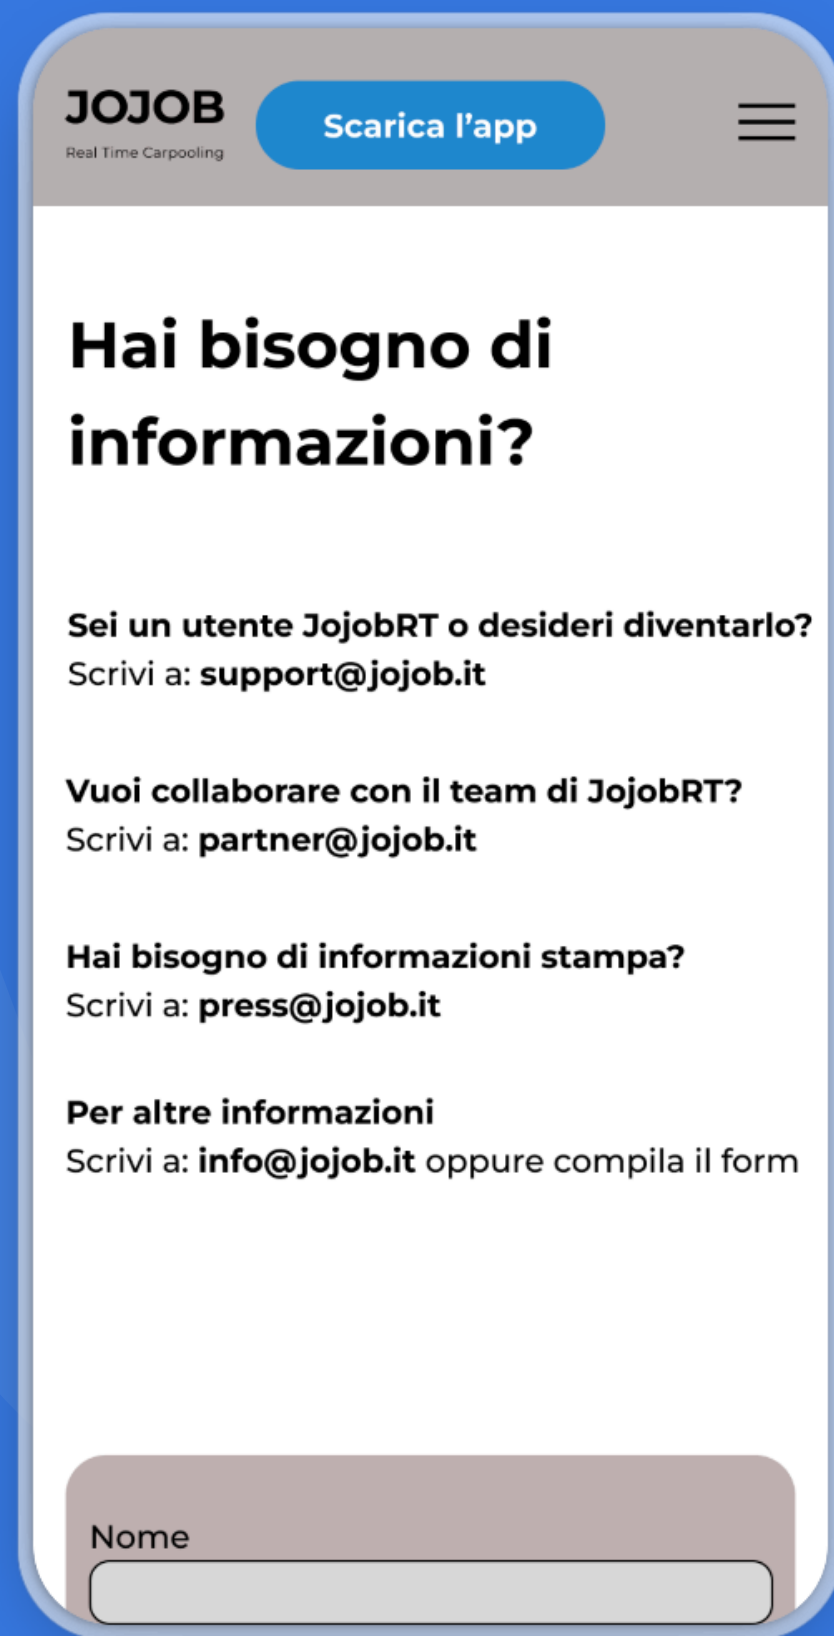 JOJOB
Real Time Carpooling
Scarica l’app
Hai bisogno di
informazioni?
Sei un utente JojobRT o desideri diventarlo?
Scrivi a: support@jojob.it
Vuoi collaborare con il team di JojobRT?
Scrivi a: partner@jojob.it
Hai bisogno di informazioni stampa?
Scrivi a: press@jojob.it
Per altre informazioni
Scrivi a: info@jojob.it oppure compila il form
Nome